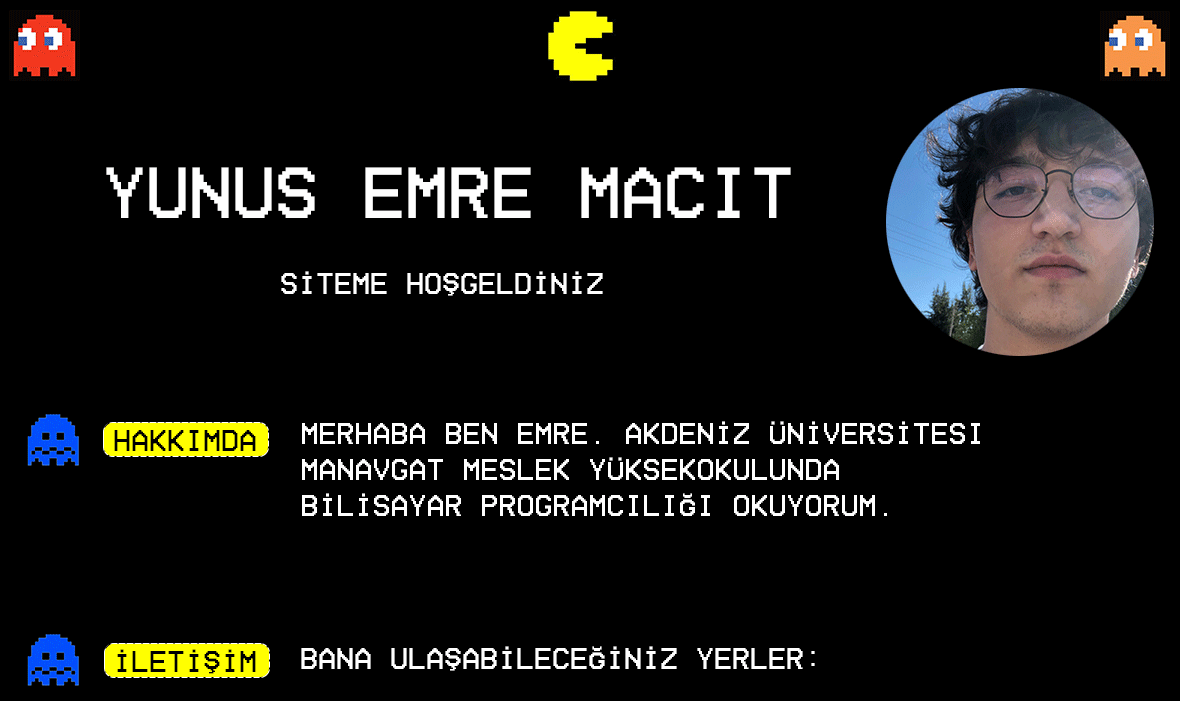 YUNUS EMRE MACIT
SİTEME HOŞGELDİNİZ
HAKKIMDA
MERHABA BEN EMRE. AKDENİZ ÜNİVERSİTESI
MANAVGAT MESLEK YÜKSEKOKULUNDA
BİLİSAYAR PROGRAMCILIĞI OKUYORUM.
İLETİŞİM
BANA ULAŞABİLECEĞİNİZ YERLER: